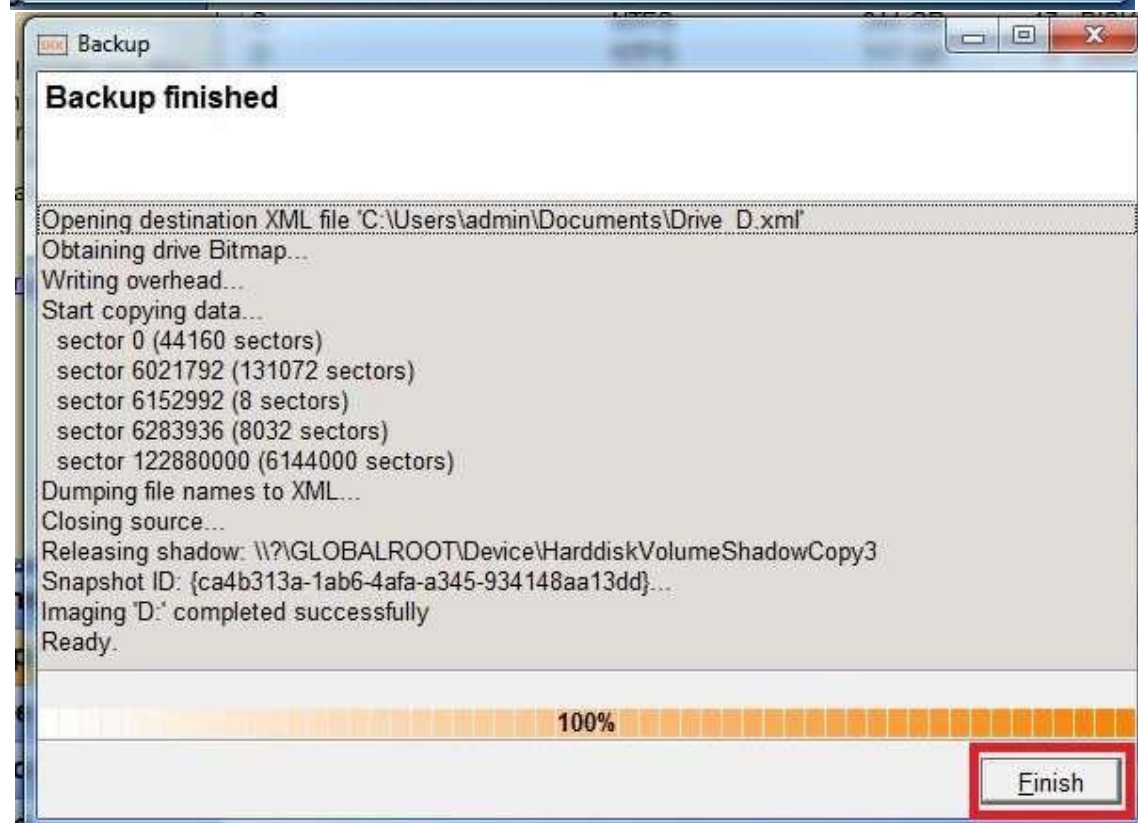 Backup
Backup finished
Opening destination XML file 'C:\Users\admin\Documents\Drive D.xml'
Obtaining drive Bitmap...
Writing overhead...
Start copying data...
sector 0 (44160 sectors)
sector 6021792 (131072 sectors)
sector 6152992 (8 sectors)
sector 6283936 (8032 sectors)
sector 122880000 (6144000 sectors)
Dumping file names to XML...
Closing source...
Releasing shadow: \\?\GLOBALROOT\Device\HarddiskVolumeShadowCopy3
Snapshot ID: {ca4b313a-1ab6-4afa-a345-934148aa13dd}...
Imaging 'D:' completed successfully
Ready.
100%
Finish